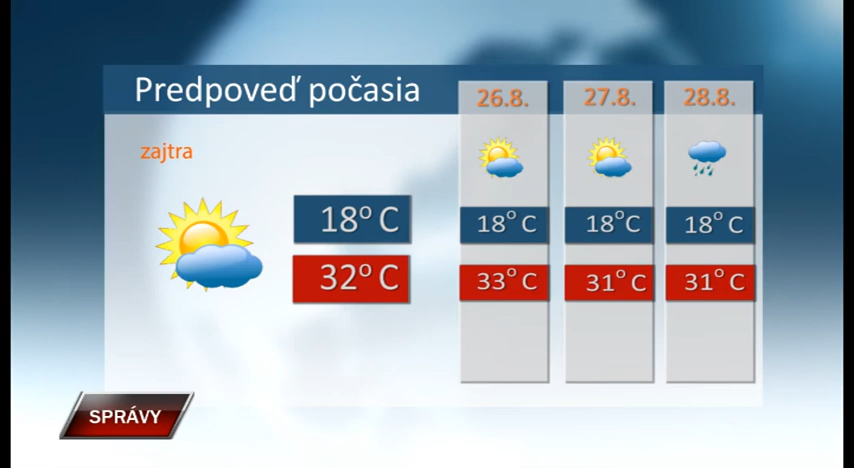 Predpoveď počasia
zajtra
18° C
32° C
26.8.
18° C
33° C
27.8.
18°C
31° C
28.8.
18° C
31° C
SPRÁVY